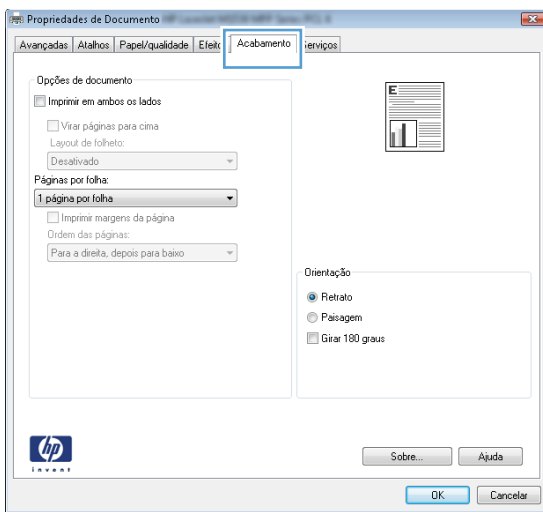 Propriedades de Documento
Avançadas Atalhos Papel/qualidade Efeito Acabamento Serviços
Opções de documento
Imprimir em ambos os lados
Virar páginas para cima
Layout de folheto:
Desativado
Páginas por folha:
1 página por folha
Imprimir margens da página
Ordem das páginas:
Para a direita, depois para baixo
E
Orientação
Retrato
Paisagem
Girar 180 graus
hp
invent
Sobre... Ajuda
OK Cancelar